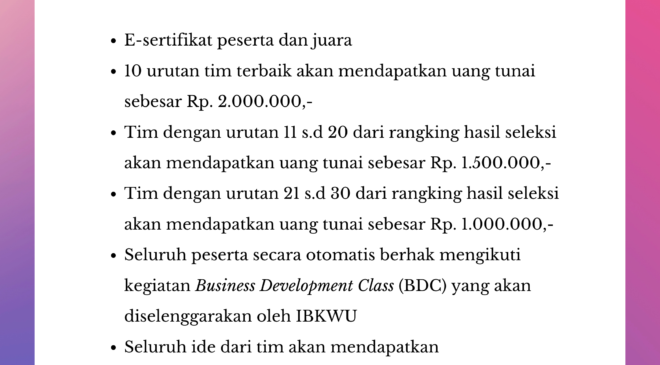 • E-sertifikat peserta dan juara
• 10 urutan tim terbaik akan mendapatkan uang tunai
sebesar Rp. 2.000.000,-
• Tim dengan urutan 11 s.d 20 dari rangking hasil seleksi
akan mendapatkan uang tunai sebesar Rp. 1.500.000,-
• Tim dengan urutan 21 s.d 30 dari rangking hasil seleksi
akan mendapatkan uang tunai sebesar Rp. 1.000.000,-
• Seluruh peserta secara otomatis berhak mengikuti
kegiatan Business Development Class (BDC) yang akan
diselenggarakan oleh IBKWU
• Seluruh ide dari tim akan mendapatkan